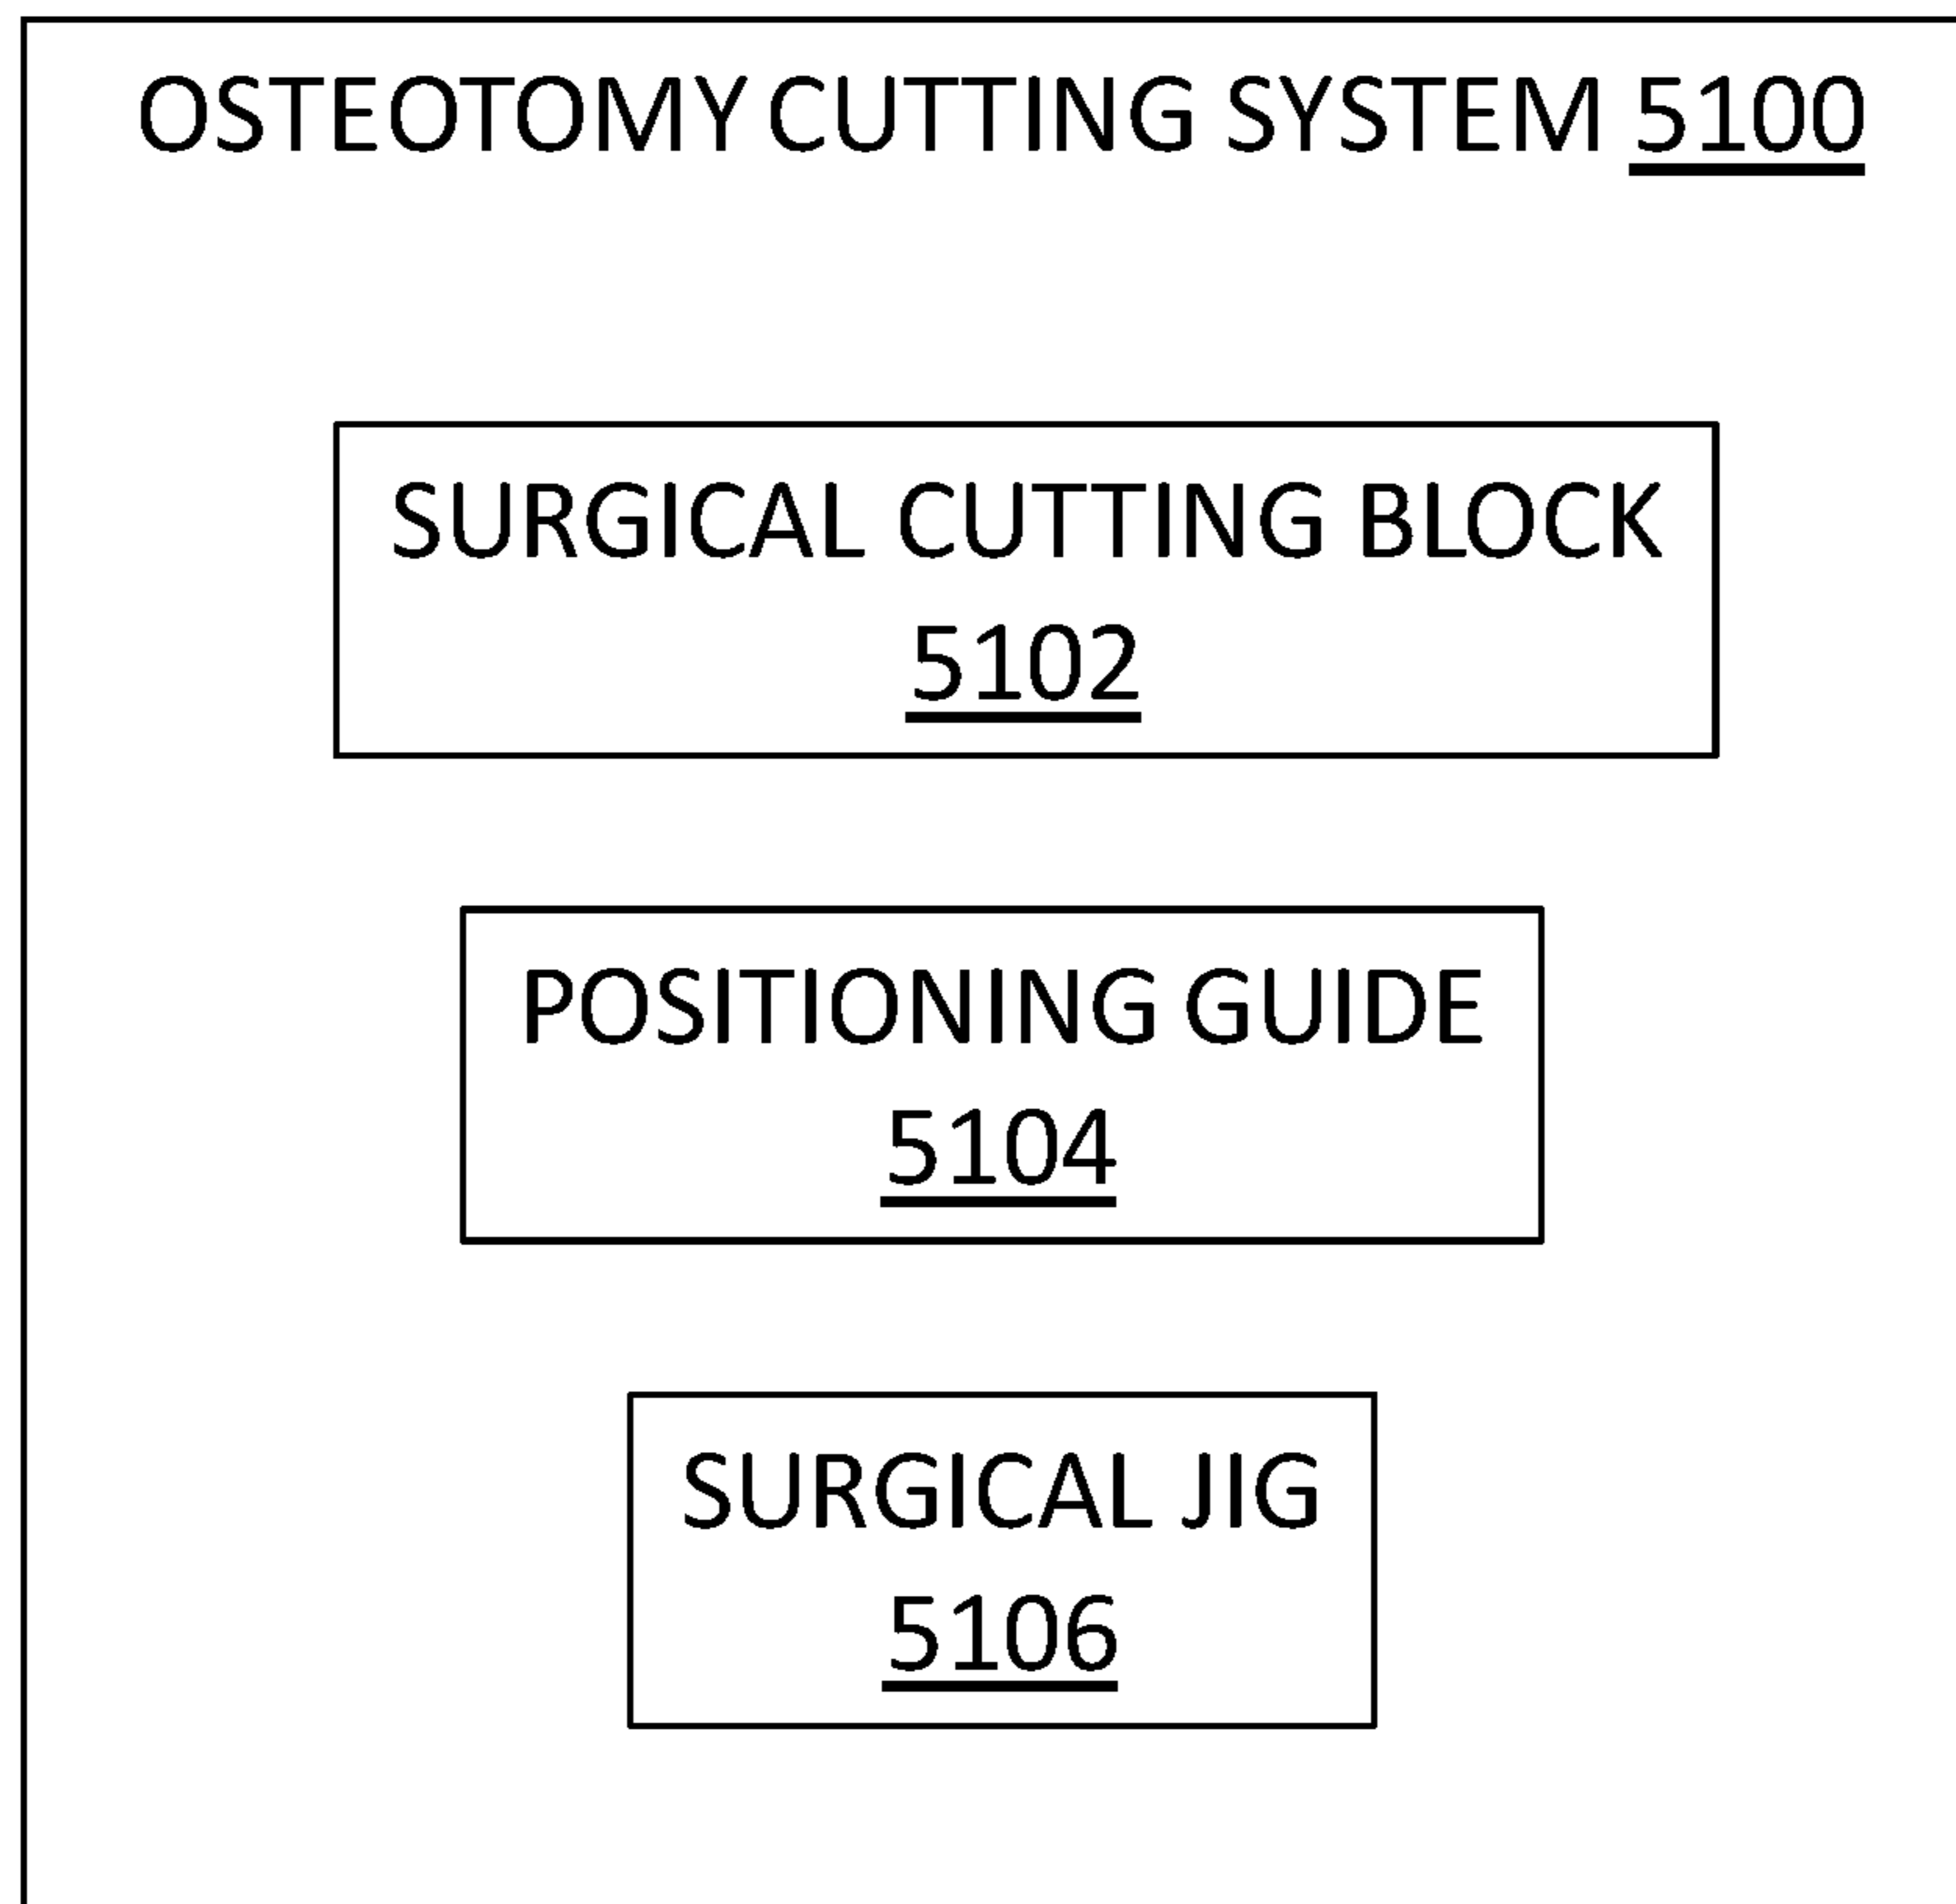 OSTEOTOMY CUTTING SYSTEM 5100
SURGICAL CUTTING BLOCK
5102
POSITIONING GUIDE
5104
SURGICAL JIG
5106